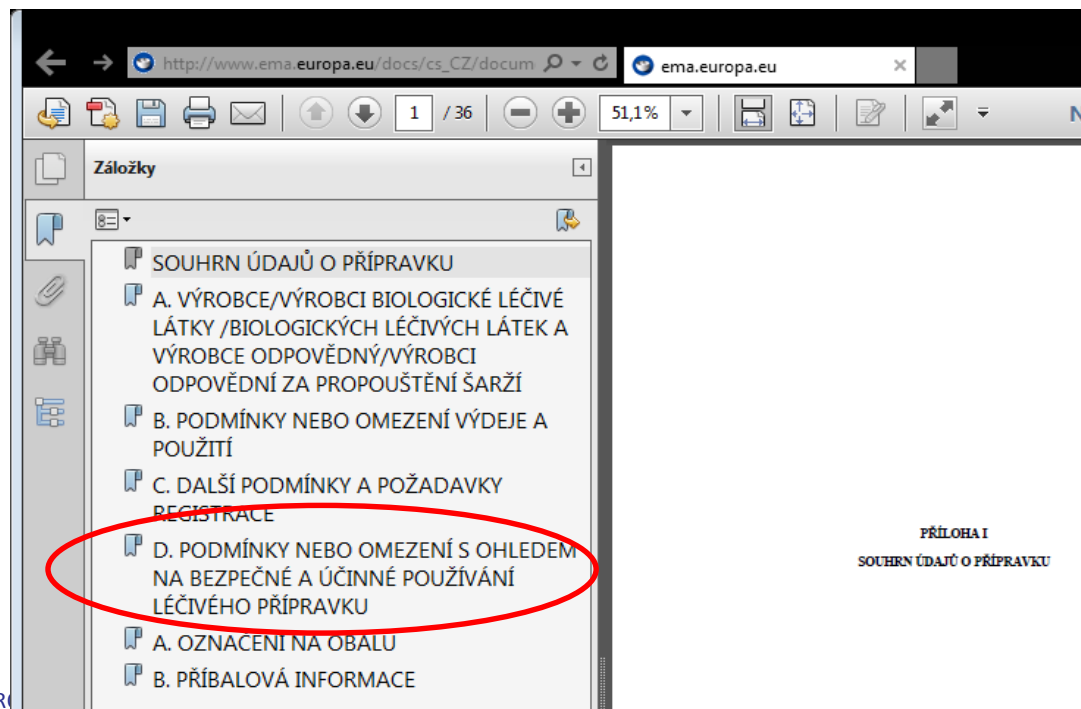 http://www.ema.europa.eu/docs/cs_CZ/docum
ema.europa.eu
1 / 36
51,1%
Záložky
SOUHRN ÚDAJŮ O PŘÍPRAVKU
A. VÝROBCE/VÝROBCI BIOLOGICKÉ LÉČIVÉ
LÁTKY /BIOLOGICKÝCH LÉČIVÝCH LÁTEK A
VÝROBCE ODPOVĚDNÝ/VÝROBCI
ODPOVĚDNÍ ZA PROPOUŠTĚNÍ ŠARŽÍ
B. PODMÍNKY NEBO OMEZENÍ VÝDEJE A
POUŽITÍ
C. DALŠÍ PODMÍNKY A POŽADAVKY
REGISTRACE
D. PODMÍNKY NEBO OMEZENÍ S OHLEDEM
NA BEZPEČNÉ A ÚČINNÉ POUŽÍVÁNÍ
LÉČIVÉHO PŘÍPRAVKU
A. OZNAČENÍ NA OBALU
B. PŘÍBALOVÁ INFORMACE
PŘÍLOHA I
SOUHRN ÚDAJŮ O PŘÍPRAVKU